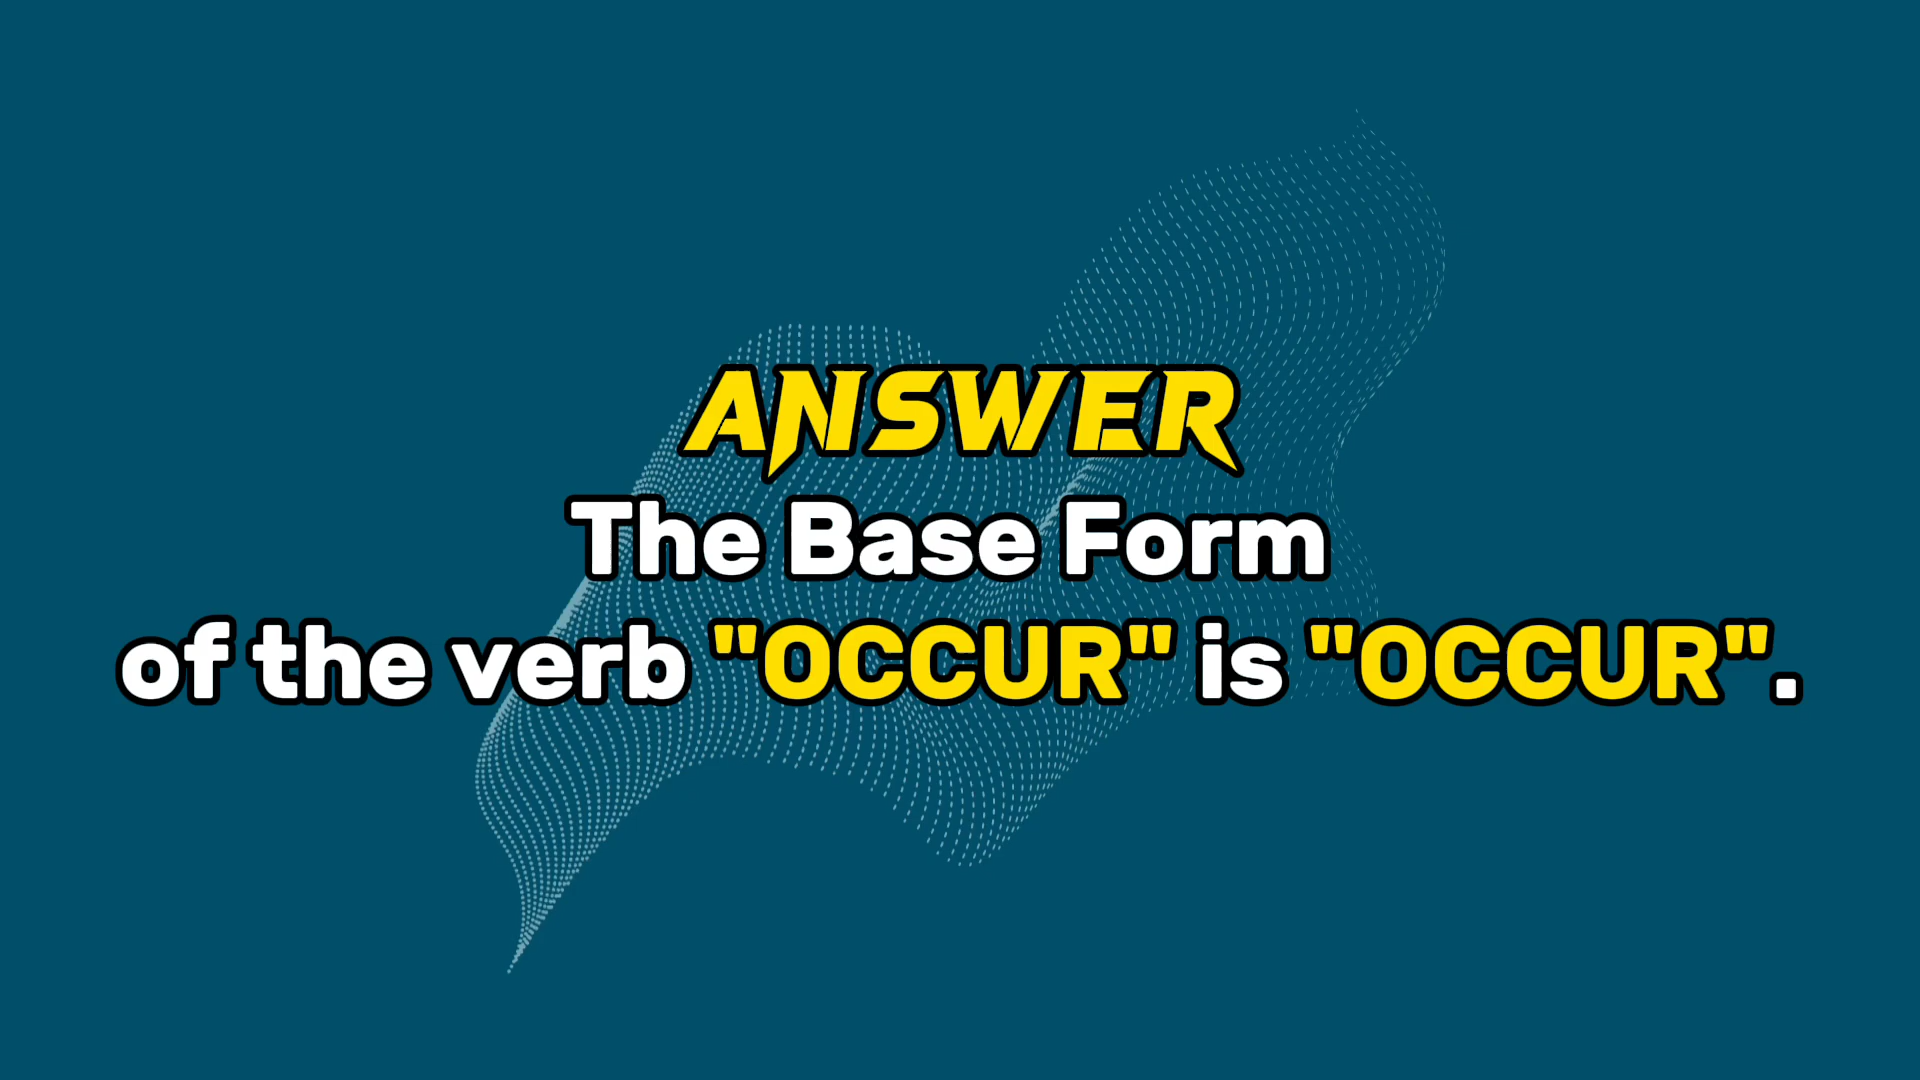 ANSWER
The Base Form
of the verb "OCCUR" is "OCCUR".